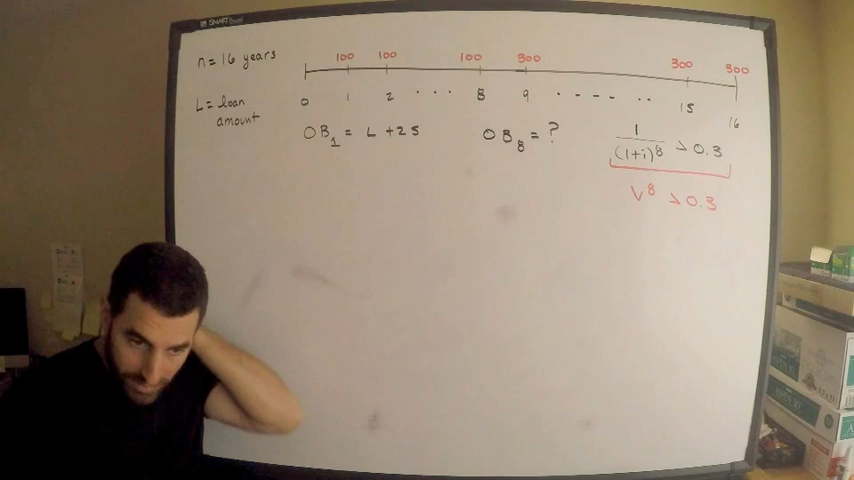 SMART
n = 16 years
100 100 100 300 300 300
0 1 2 . . . 8 9 . - - - . . 15 16
L = loan
amount
OB₁ = L + 25
OB₈ = ?
1/(1+i)⁸ > 0.3
V⁸ > 0.3